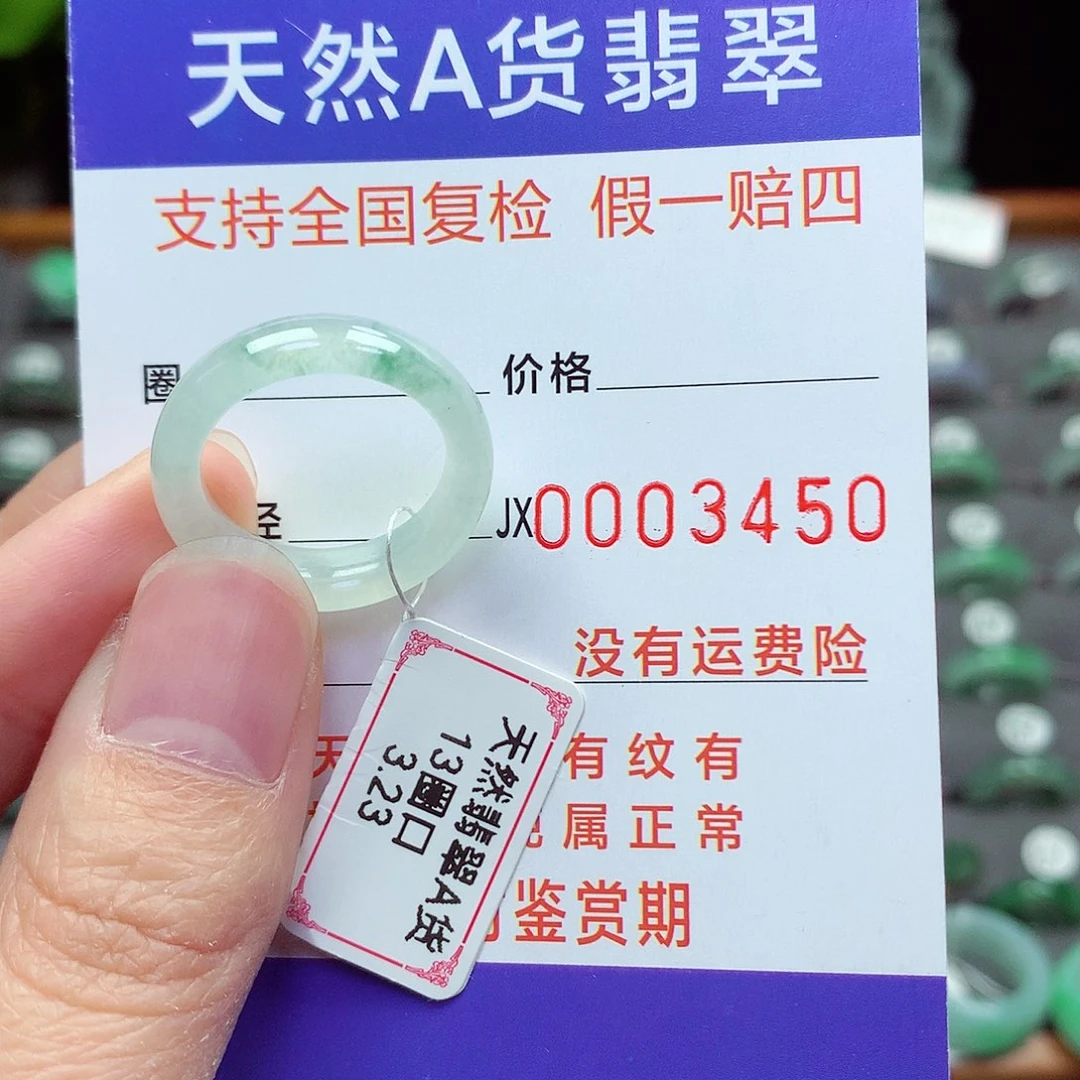 天然A货翡翠
支持全国复检 假一赔四
圈 价格
径 JX0003450
没有运费险
天 有纹有
属正常
鉴赏期
天然翡翠A货
13圈口
3.23